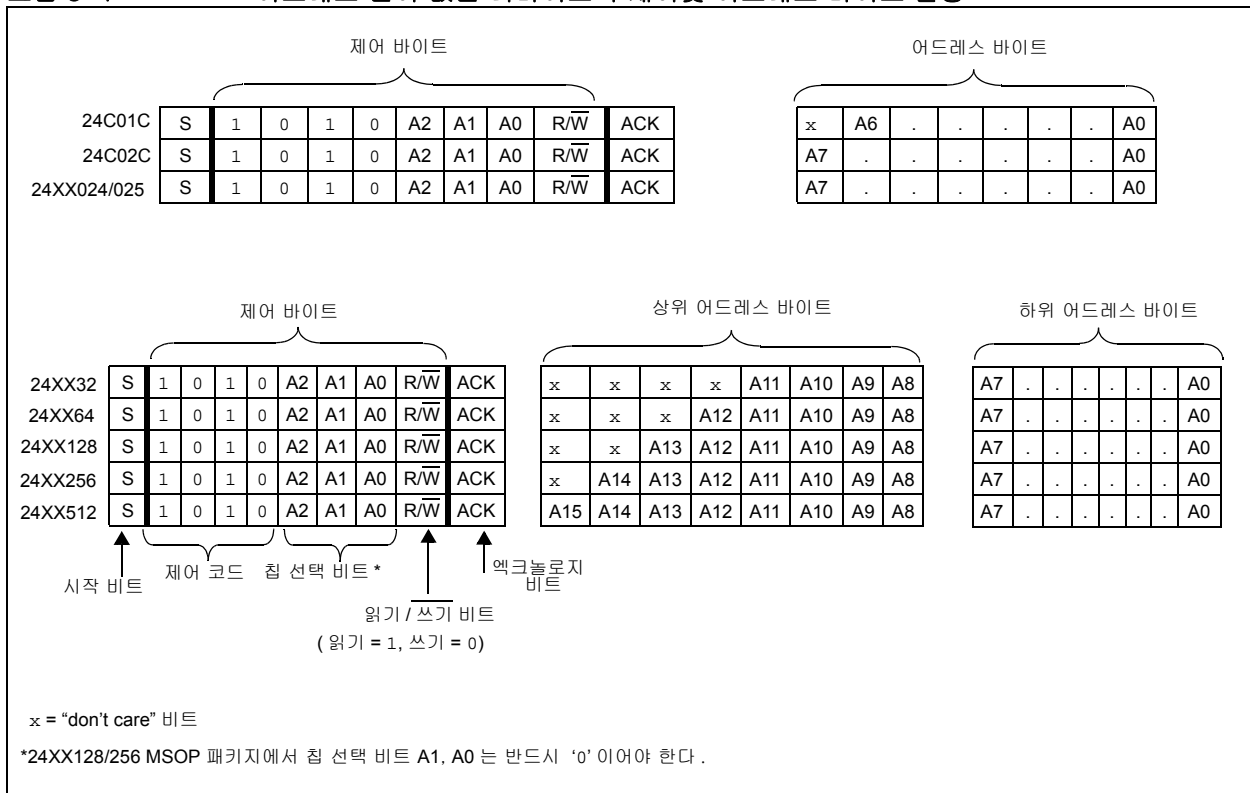 제어 바이트 어드레스 바이트
24C01C S 1 0 1 0 A2 A1 A0 R/W ACK x A6 . . . . . A0
24C02C S 1 0 1 0 A2 A1 A0 R/W ACK A7 . . . . . . A0
24XX024/025 S 1 0 1 0 A2 A1 A0 R/W ACK A7 . . . . . . A0
제어 바이트 상위 어드레스 바이트 하위 어드레스 바이트
24XX32 S 1 0 1 0 A2 A1 A0 R/W ACK x x x x A11 A10 A9 A8 A7 . . . . . . A0
24XX64 S 1 0 1 0 A2 A1 A0 R/W ACK x x x A12 A11 A10 A9 A8 A7 . . . . . . A0
24XX128 S 1 0 1 0 A2 A1 A0 R/W ACK x x A13 A12 A11 A10 A9 A8 A7 . . . . . . A0
24XX256 S 1 0 1 0 A2 A1 A0 R/W ACK x A14 A13 A12 A11 A10 A9 A8 A7 . . . . . . A0
24XX512 S 1 0 1 0 A2 A1 A0 R/W ACK A15 A14 A13 A12 A11 A10 A9 A8 A7 . . . . . . A0
시작 비트 제어 코드 칩 선택 비트 * 엑크놀로지
비트
읽기 / 쓰기 비트
( 읽기 = 1, 쓰기 = 0)
x = “don’t care” 비트
*24XX128/256 MSOP 패키지에서 칩 선택 비트 A1, A0 는 반드시 ‘0’ 이어야 한다 .